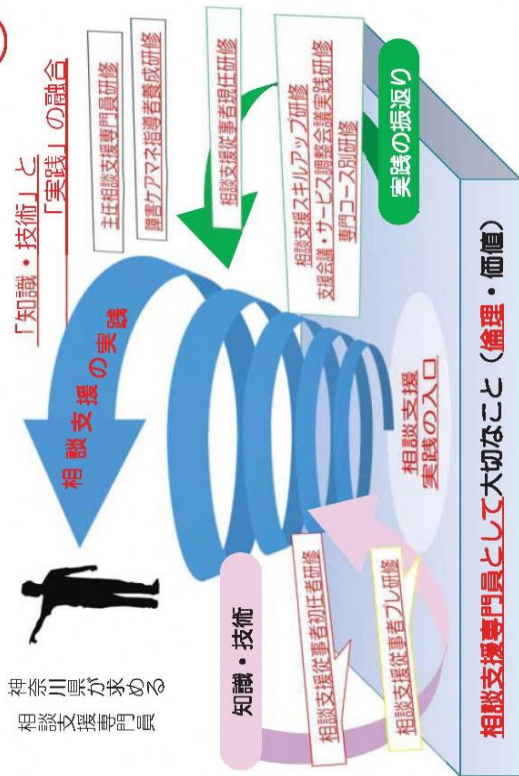 「知識・技術」と
「実践」の融合
神奈川県が求める
相談支援専門員
相談支援の実践
主任相談支援専門員研修
障害ケアマネ指導者養成研修
相談支援従事者現任研修
相談支援スキルアップ研修
支援会議・サービス調整会議実践研修
専門コース別研修
実践の振返り
知識・技術
相談支援従事者初任者研修
相談支援従事者プレ研修
相談支援
実践の入口
相談支援専門員として大切なこと（倫理・価値）